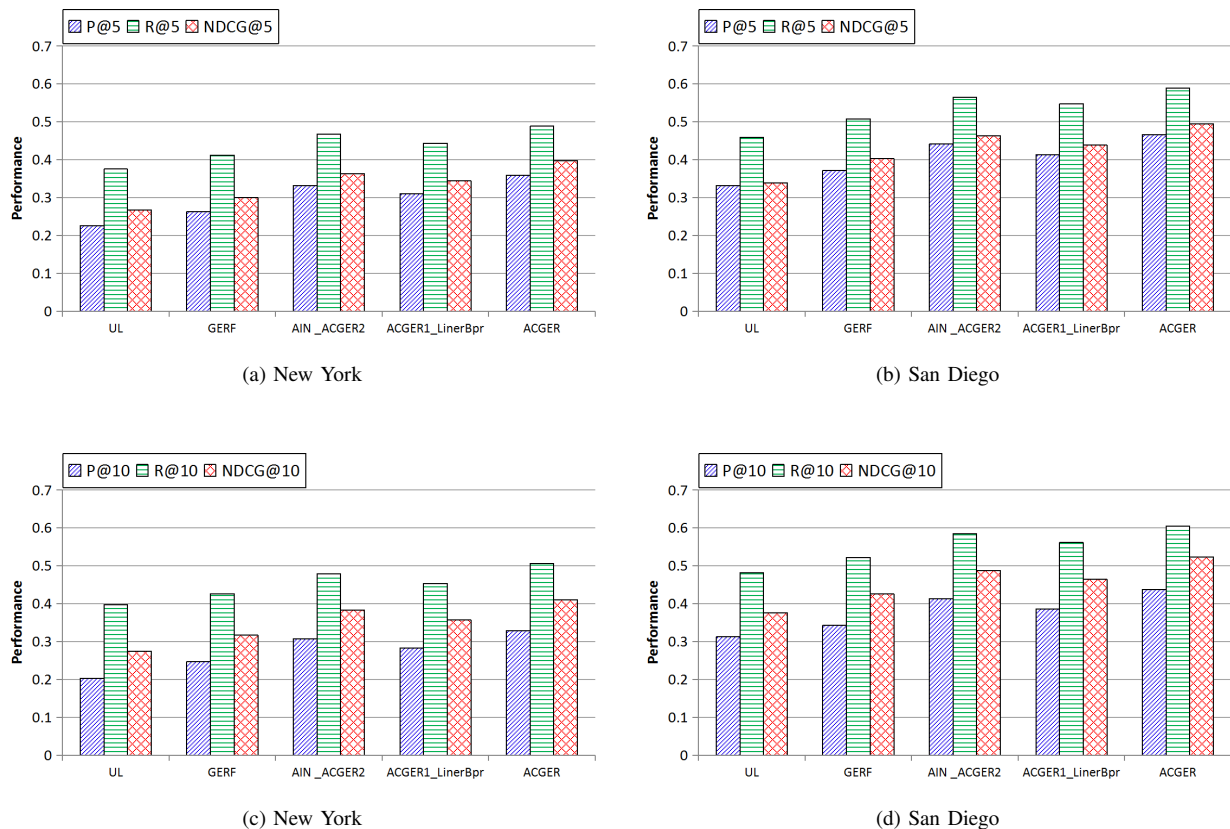 P@5 R@5 NDCG@5
0.7
0.6
0.5
0.4
0.3
0.2
0.1
0
Performance
UL GERF AIN _ACGER2 ACGER1_LinerBpr ACGER
(a) New York
P@5 R@5 NDCG@5
0.7
0.6
0.5
0.4
0.3
0.2
0.1
0
Performance
UL GERF AIN _ACGER2 ACGER1_LinerBpr ACGER
(b) San Diego
P@10 R@10 NDCG@10
0.7
0.6
0.5
0.4
0.3
0.2
0.1
0
Performance
UL GERF AIN _ACGER2 ACGER1_LinerBpr ACGER
(c) New York
P@10 R@10 NDCG@10
0.7
0.6
0.5
0.4
0.3
0.2
0.1
0
Performance
UL GERF AIN _ACGER2 ACGER1_LinerBpr ACGER
(d) San Diego